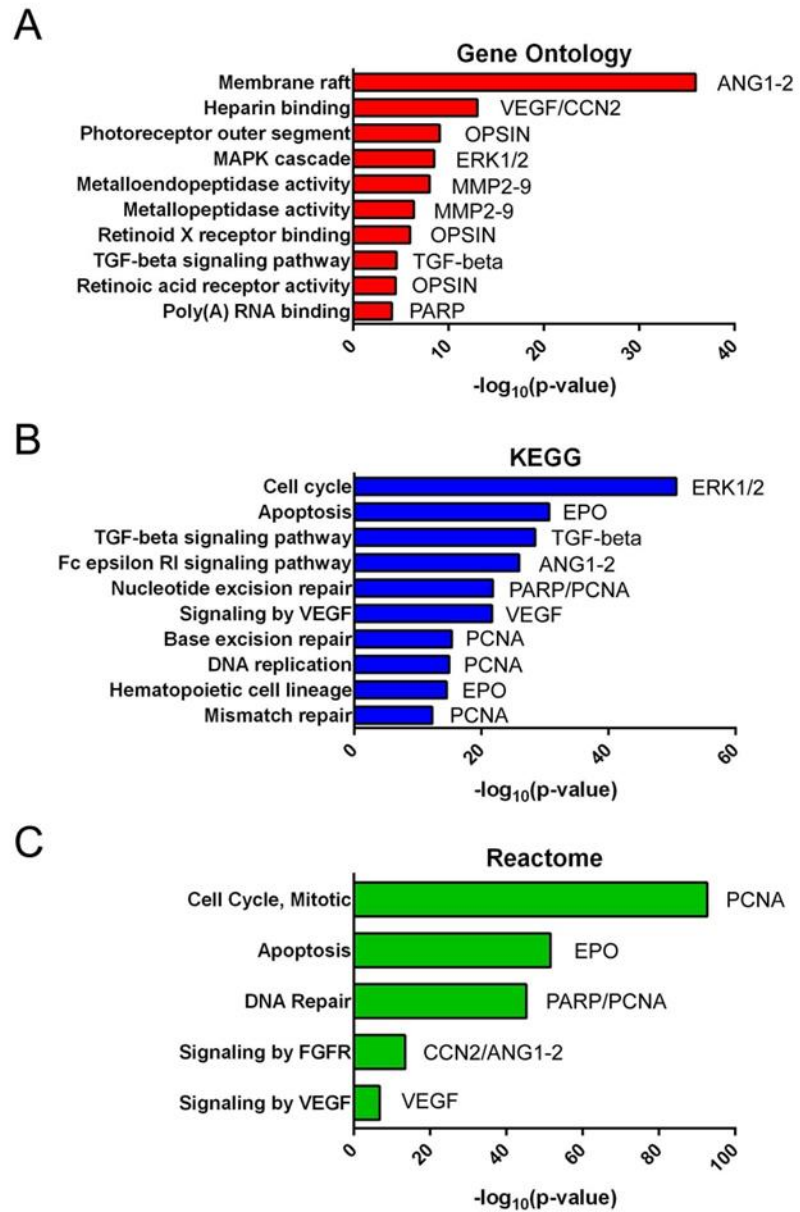 A
Gene Ontology
Membrane raft ANG1-2
Heparin binding VEGF/CCN2
Photoreceptor outer segment OPSIN
MAPK cascade ERK1/2
Metalloendopeptidase activity MMP2-9
Metallopeptidase activity MMP2-9
Retinoid X receptor binding OPSIN
TGF-beta signaling pathway TGF-beta
Retinoic acid receptor activity OPSIN
Poly(A) RNA binding PARP
0 10 20 30 40
-log10(p-value)
B
KEGG
Cell cycle ERK1/2
Apoptosis EPO
TGF-beta signaling pathway TGF-beta
Fc epsilon RI signaling pathway ANG1-2
Nucleotide excision repair PARP/PCNA
Signaling by VEGF VEGF
Base excision repair PCNA
DNA replication PCNA
Hematopoietic cell lineage EPO
Mismatch repair PCNA
0 20 40 60
-log10(p-value)
C
Reactome
Cell Cycle, Mitotic PCNA
Apoptosis EPO
DNA Repair PARP/PCNA
Signaling by FGFR CCN2/ANG1-2
Signaling by VEGF VEGF
0 20 40 60 80 100
-log10(p-value)